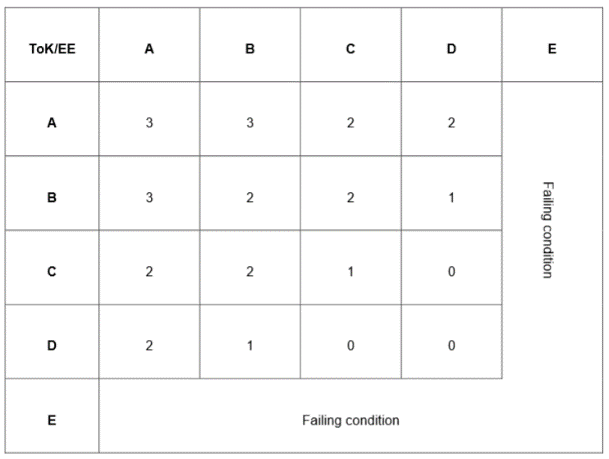 ToK/EE A B C D E
A 3 3 2 2
B 3 2 2 1
C 2 2 1 0
D 2 1 0 0
Failing condition
E Failing condition